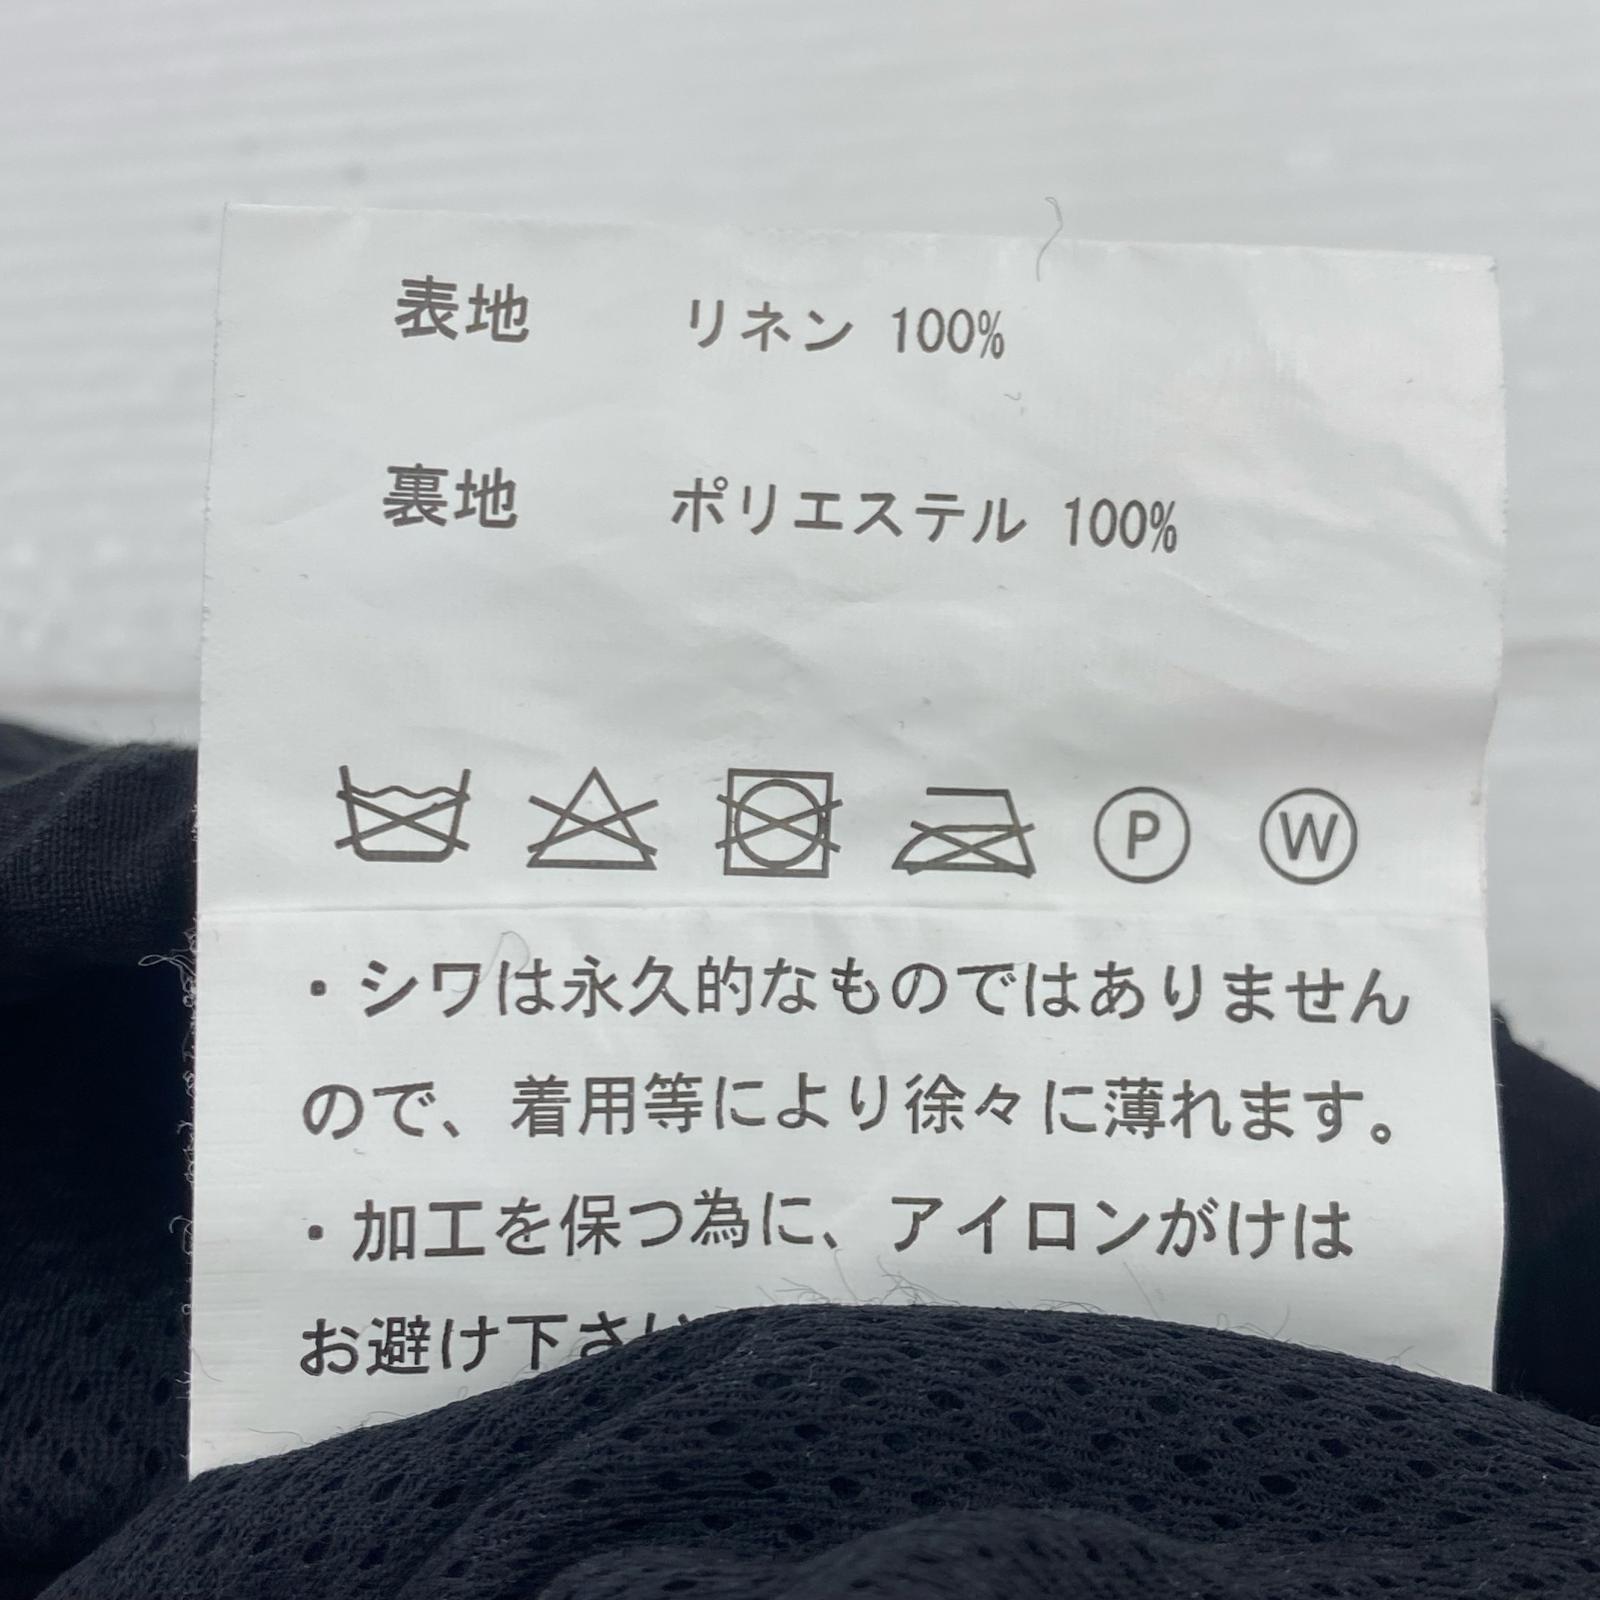 表地 リネン 100%
裏地 ポリエステル 100%
P W
・シワは永久的なものではありません
ので、着用等により徐々に薄れます。
・加工を保つ為に、アイロンがけは
お避け下さい